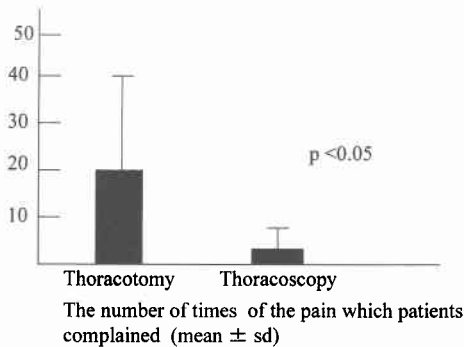 50
40
30
20
10
p <0.05
Thoracotomy Thoracoscopy
The number of times of the pain which patients
complained (mean ± sd)